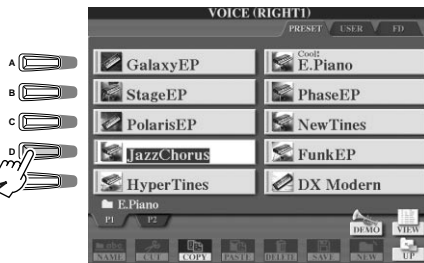 VOICE (RIGHT1)
PRESET USER FD
A
GalaxyEP
Cool!
E.Piano
B
StageEP
PhaseEP
C
PolarisEP
NewTines
D
JazzChorus
FunkEP
HyperTines
DX Modern
E.Piano
P1 P2
DEMO VIEW
NAME CUT COPY PASTE DELETE SAVE NEW UP